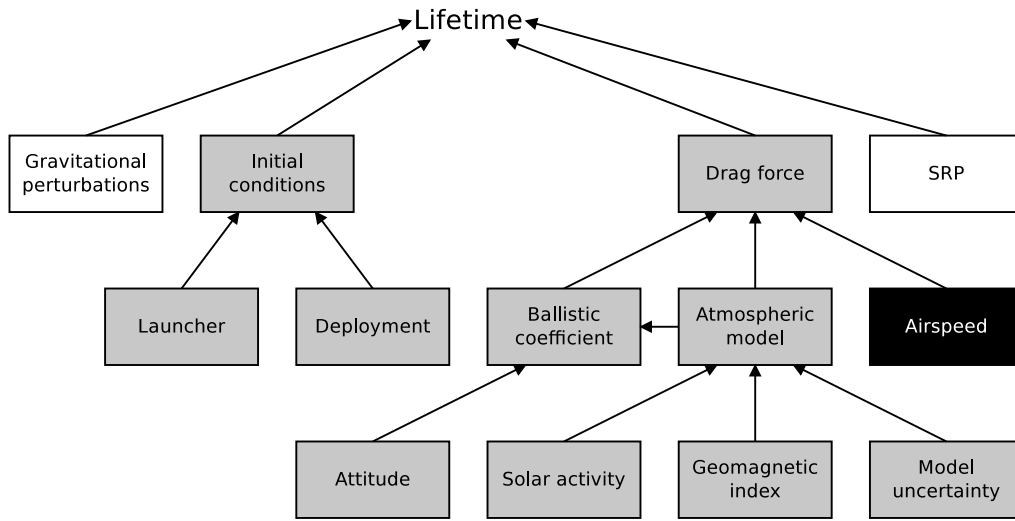 Lifetime
Gravitational
perturbations
Initial
conditions
Drag force
SRP
Launcher
Deployment
Ballistic
coefficient
Atmospheric
model
Airspeed
Attitude
Solar activity
Geomagnetic
index
Model
uncertainty